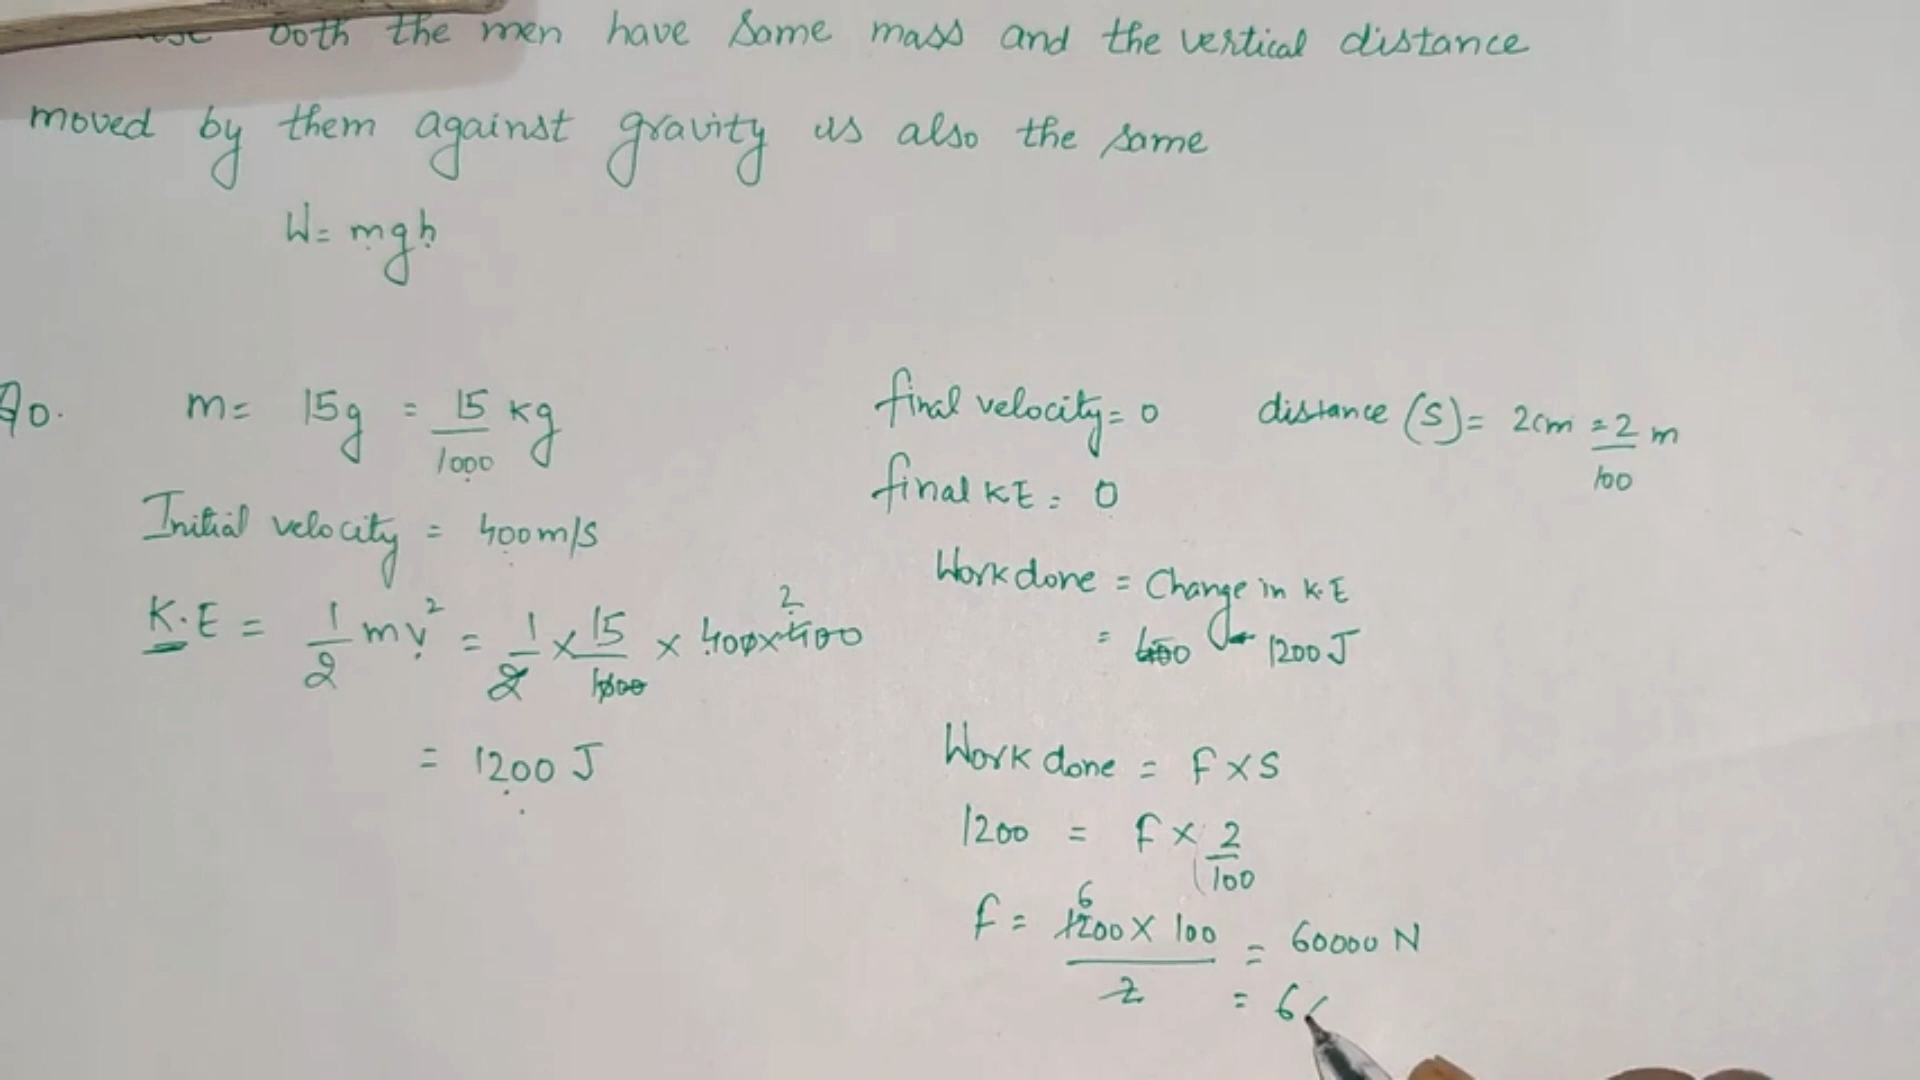 both the men have same mass and the vertical distance
moved by them against gravity is also the same
W = mgh
m = 15g = 15/1000 kg
Initial velocity = 400m/s
K.E = 1/2 mv² = 1/2 × 15/1000 × 400×400 2
= 1200 J
final velocity = 0
distance (S) = 2cm = 2/100 m
final KE = 0
Work done = Change in K.E
= 1200 J
Work done = F × S
1200 = F × 2/100
F = 1200 × 100 / 2 = 60000 N
6
= 6